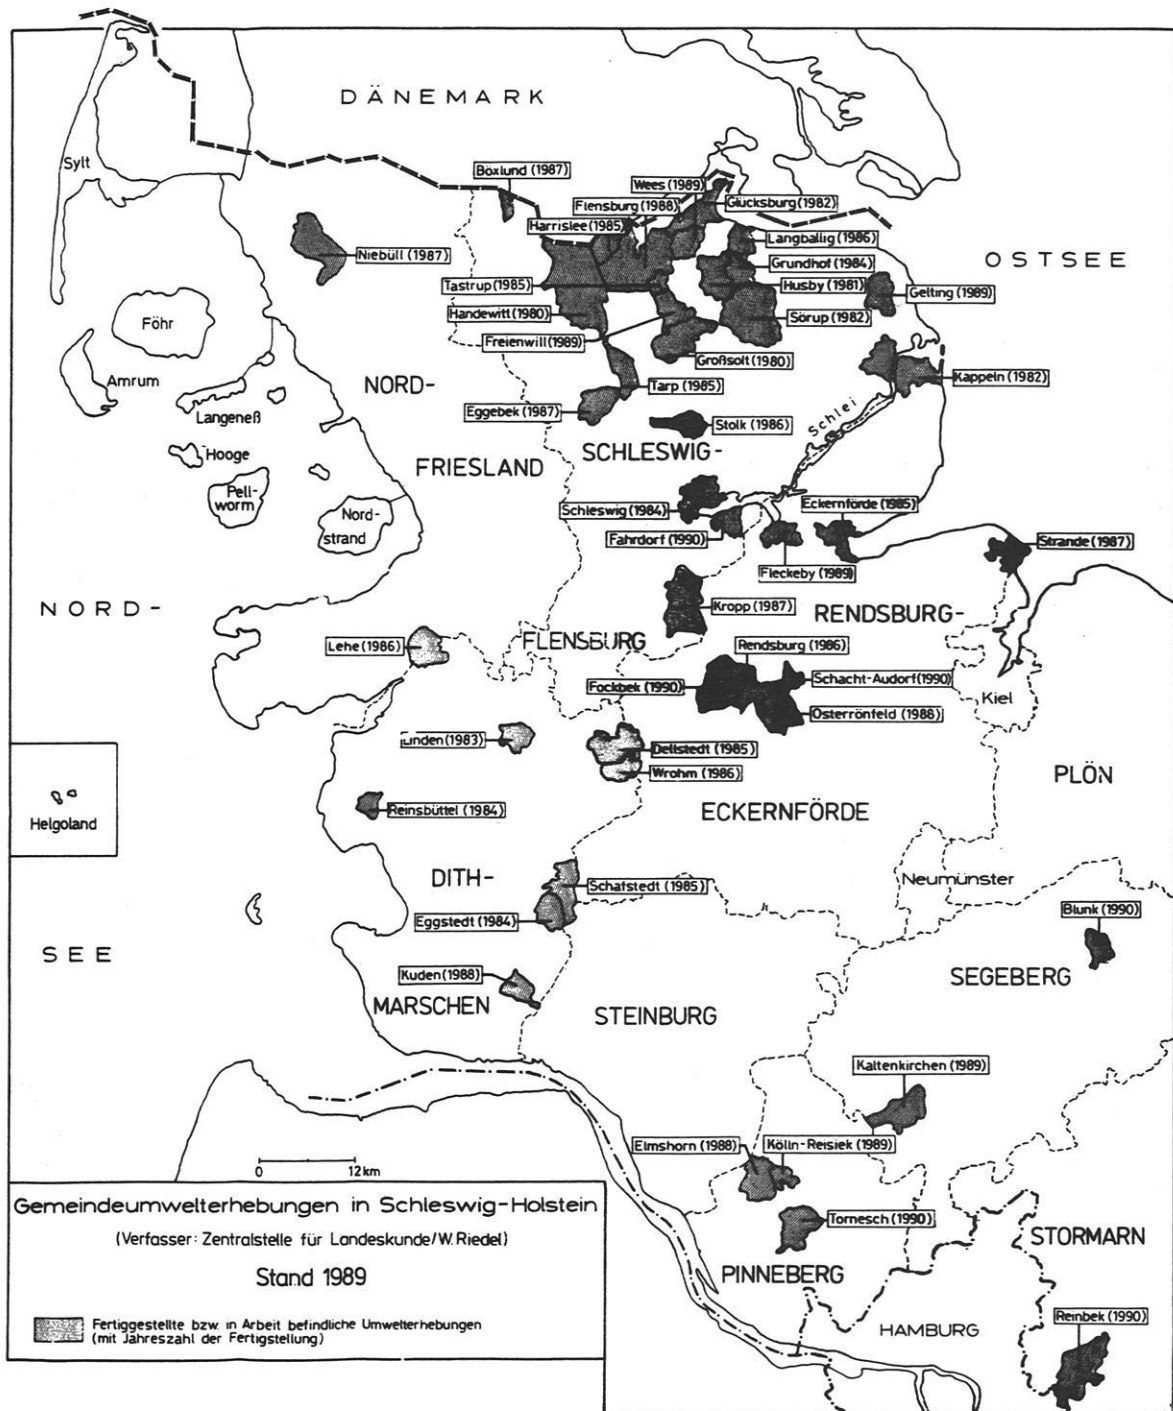 DÄNEMARK
Sylt
Böxlund (1987)
Wees (1989)
Flensburg (1988)
Glücksburg (1982)
Harrislee (1985)
Langballig (1986)
Niebüll (1987)
Grundhof (1984)
OSTSEE
Tastrup (1985)
Husby (1981)
Gelting (1989)
Handewitt (1980)
Sörup (1982)
Föhr
Freienwill (1989)
Großsolt (1980)
Amrum
NORD-
Tarp (1985)
Kappeln (1982)
Langeneß
Eggebek (1987)
Stolk (1986)
Schlei
Hooge
FRIESLAND
SCHLESWIG-
Pell-
worm
Nord-
strand
Schleswig (1984)
Eckernförde (1985)
Fahrdorf (1990)
Strande (1987)
Fleckeby (1989)
NORD-
Kropp (1987)
RENDSBURG-
Lehe (1986)
FLENSBURG
Rendsburg (1986)
Fockbek (1990)
Schacht-Audorf (1990)
Kiel
Osterrönfeld (1988)
Linden (1983)
Dellstedt (1985)
Wrohm (1986)
PLÖN
Helgoland
Reinsbüttel (1984)
ECKERNFÖRDE
DITH-
Schafstedt (1985)
Neumünster
Eggstedt (1984)
Blunk (1990)
SEE
Kuden (1988)
SEGEBERG
MARSCHEN
STEINBURG
Kaltenkirchen (1989)
Elmshorn (1988)
Kölln-Reisiek (1989)
0 12 km
Tornesch (1990)
STORMARN
PINNEBERG
HAMBURG
Reinbek (1990)
Gemeindeumwelterhebungen in Schleswig-Holstein
(Verfasser: Zentralstelle für Landeskunde/W. Riedel)
Stand 1989
Fertiggestellte bzw. in Arbeit befindliche Umwelterhebungen
(mit Jahreszahl der Fertigstellung)